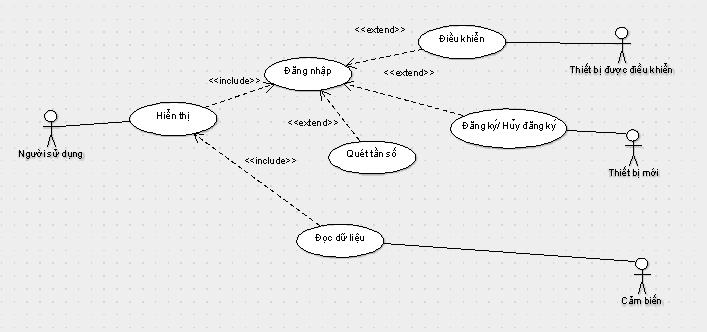 <<extend>>
Điều khiển
Thiết bị được điều khiển
Đăng nhập
<<include>>
<<extend>>
Hiển thị
<<extend>>
Đăng ký/ Hủy đăng ký
Người sử dụng
Quét tần số
<<include>>
Thiết bị mới
Đọc dữ liệu
Cảm biến